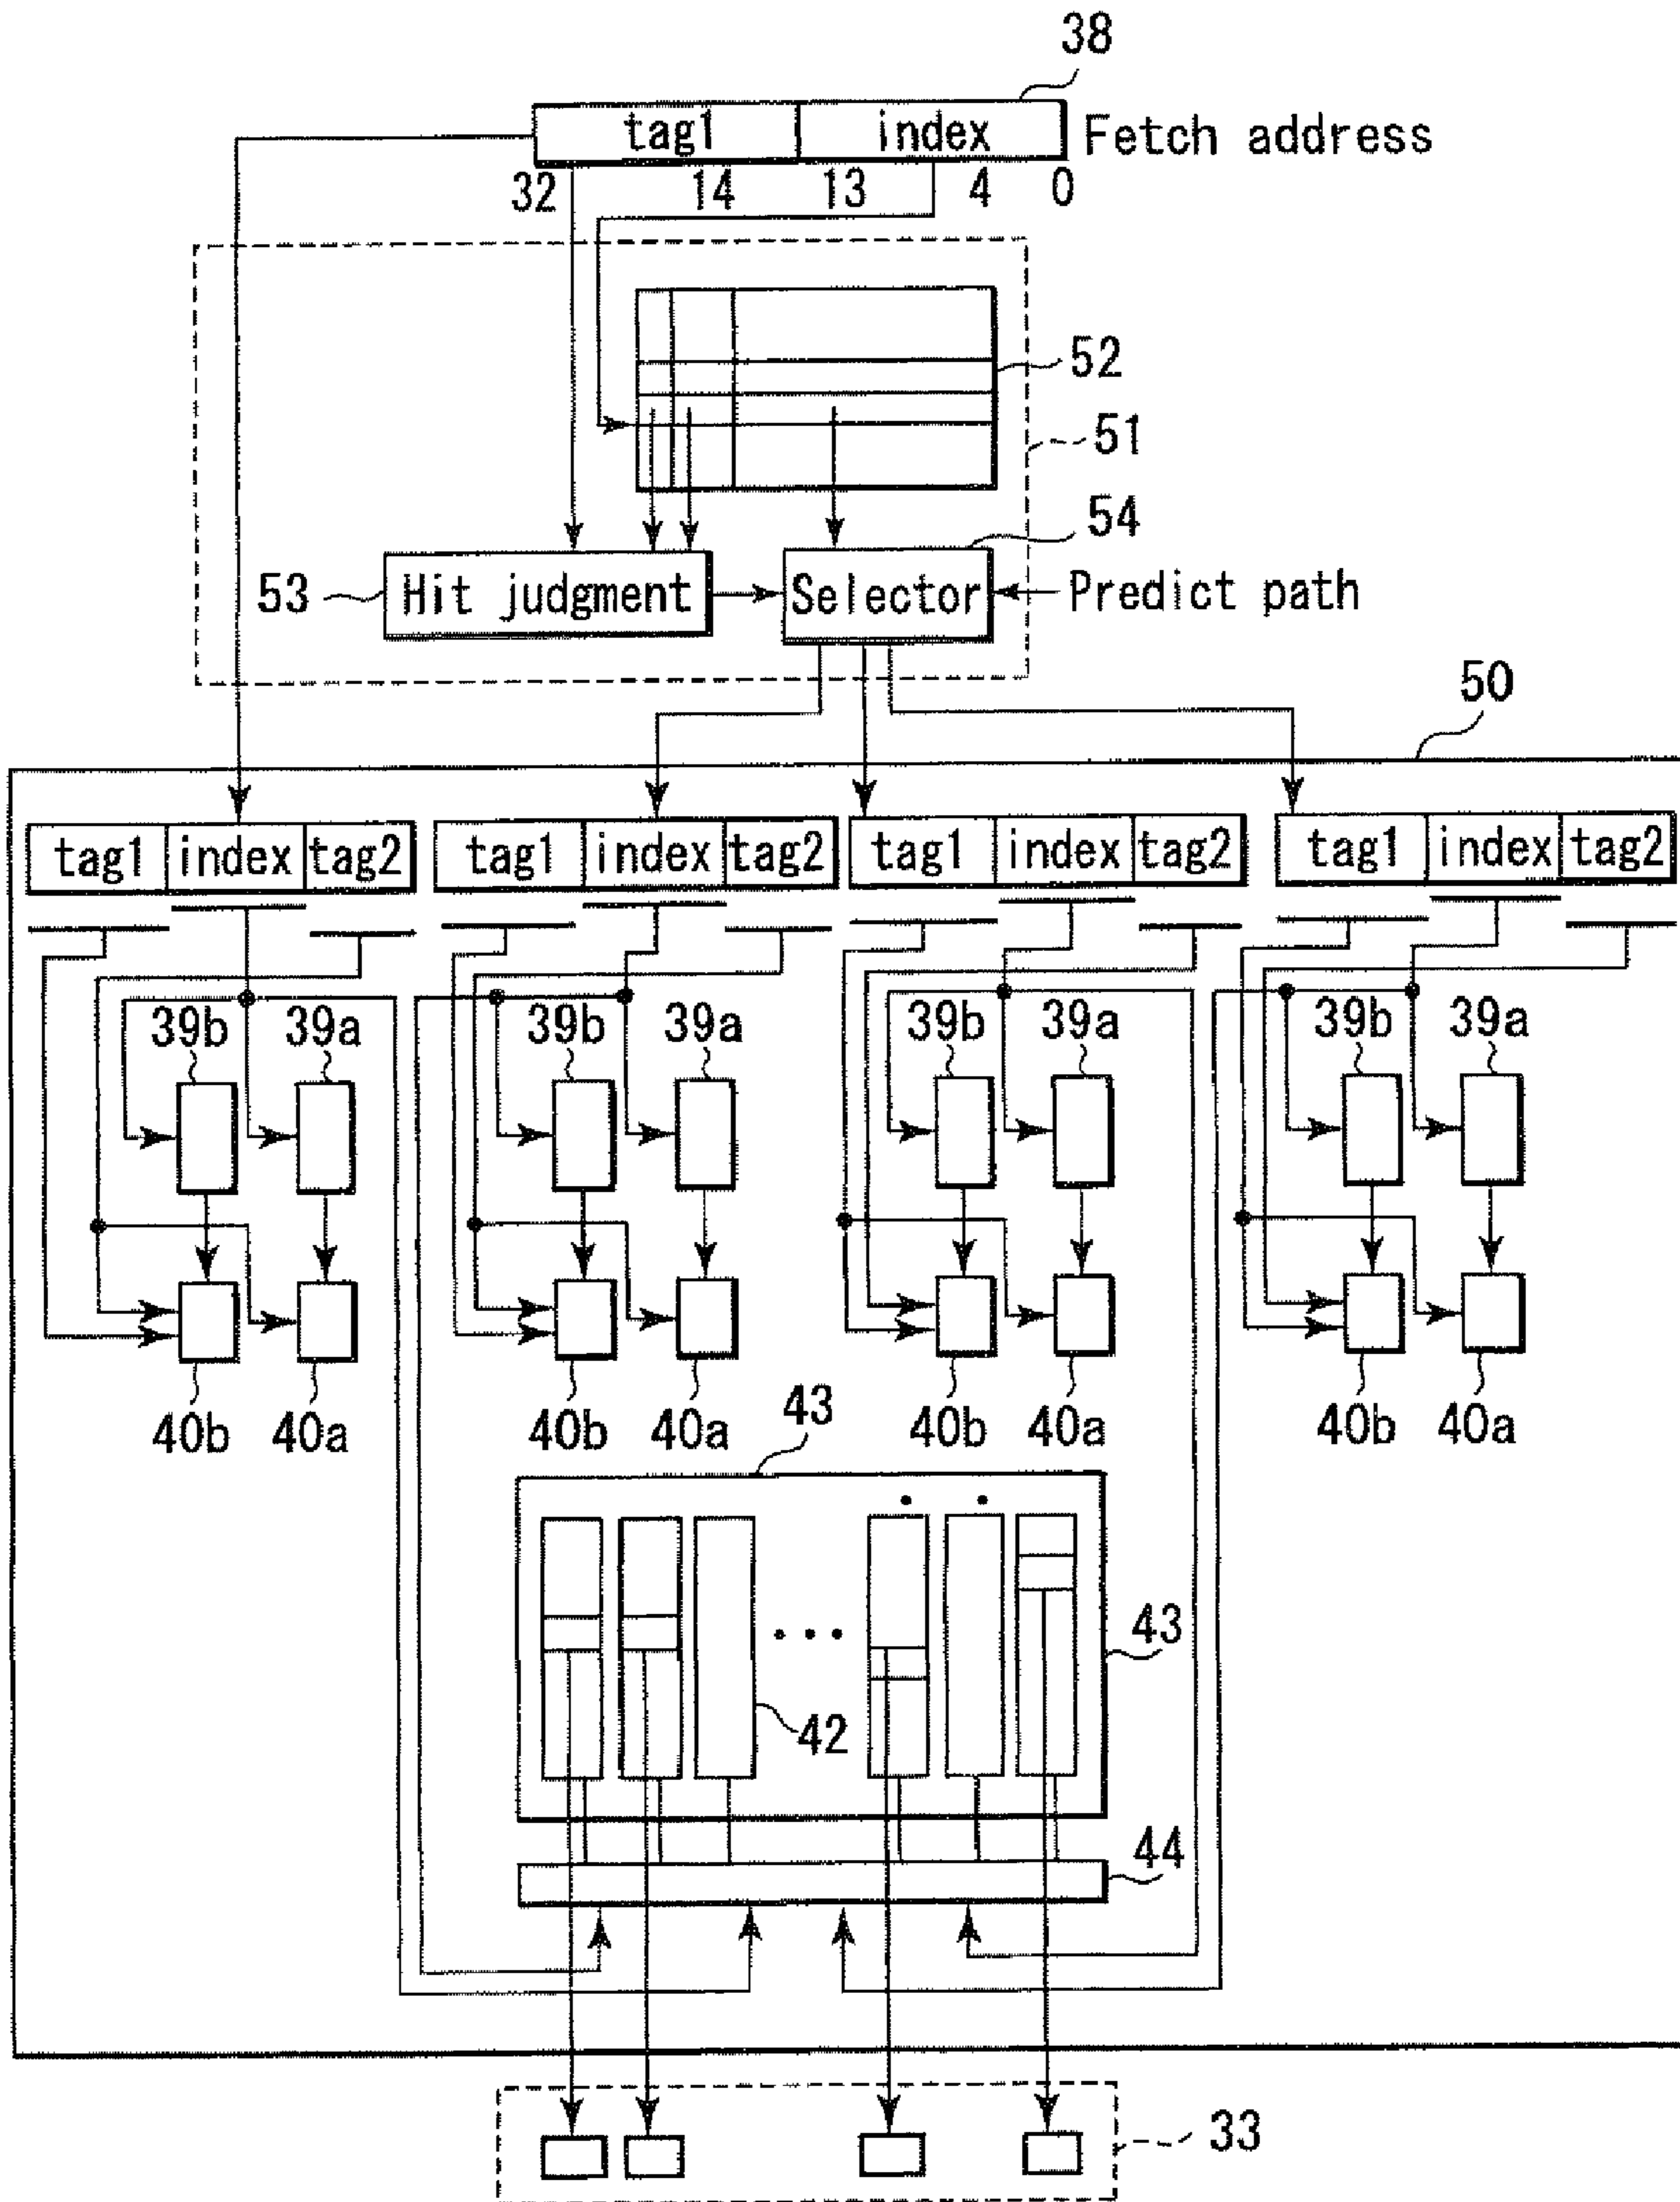 38
tag1 index Fetch address
32 14 13 4 0
52
51
54
53 Hit judgment Selector Predict path
50
tag1 index tag2 tag1 index tag2 tag1 index tag2 tag1 index tag2
39b 39a 39b 39a 39b 39a 39b 39a
40b 40a 40b 40a 40b 40a 40b 40a
43
43
42
44
33